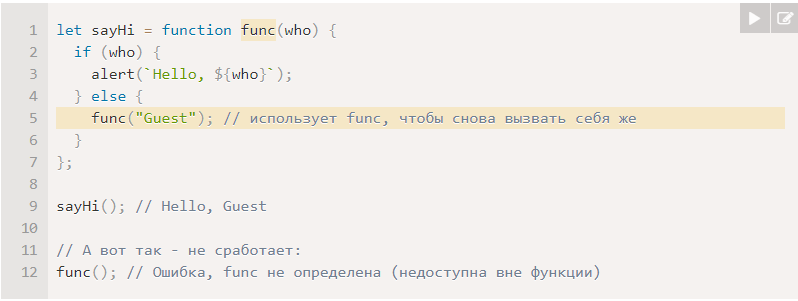 1 let sayHi = function func(who) {
2   if (who) {
3     alert(`Hello, ${who}`);
4   } else {
5     func("Guest"); // использует func, чтобы снова вызвать себя же
6   }
7 };
8
9 sayHi(); // Hello, Guest
10
11 // А вот так - не сработает:
12 func(); // Ошибка, func не определена (недоступна вне функции)